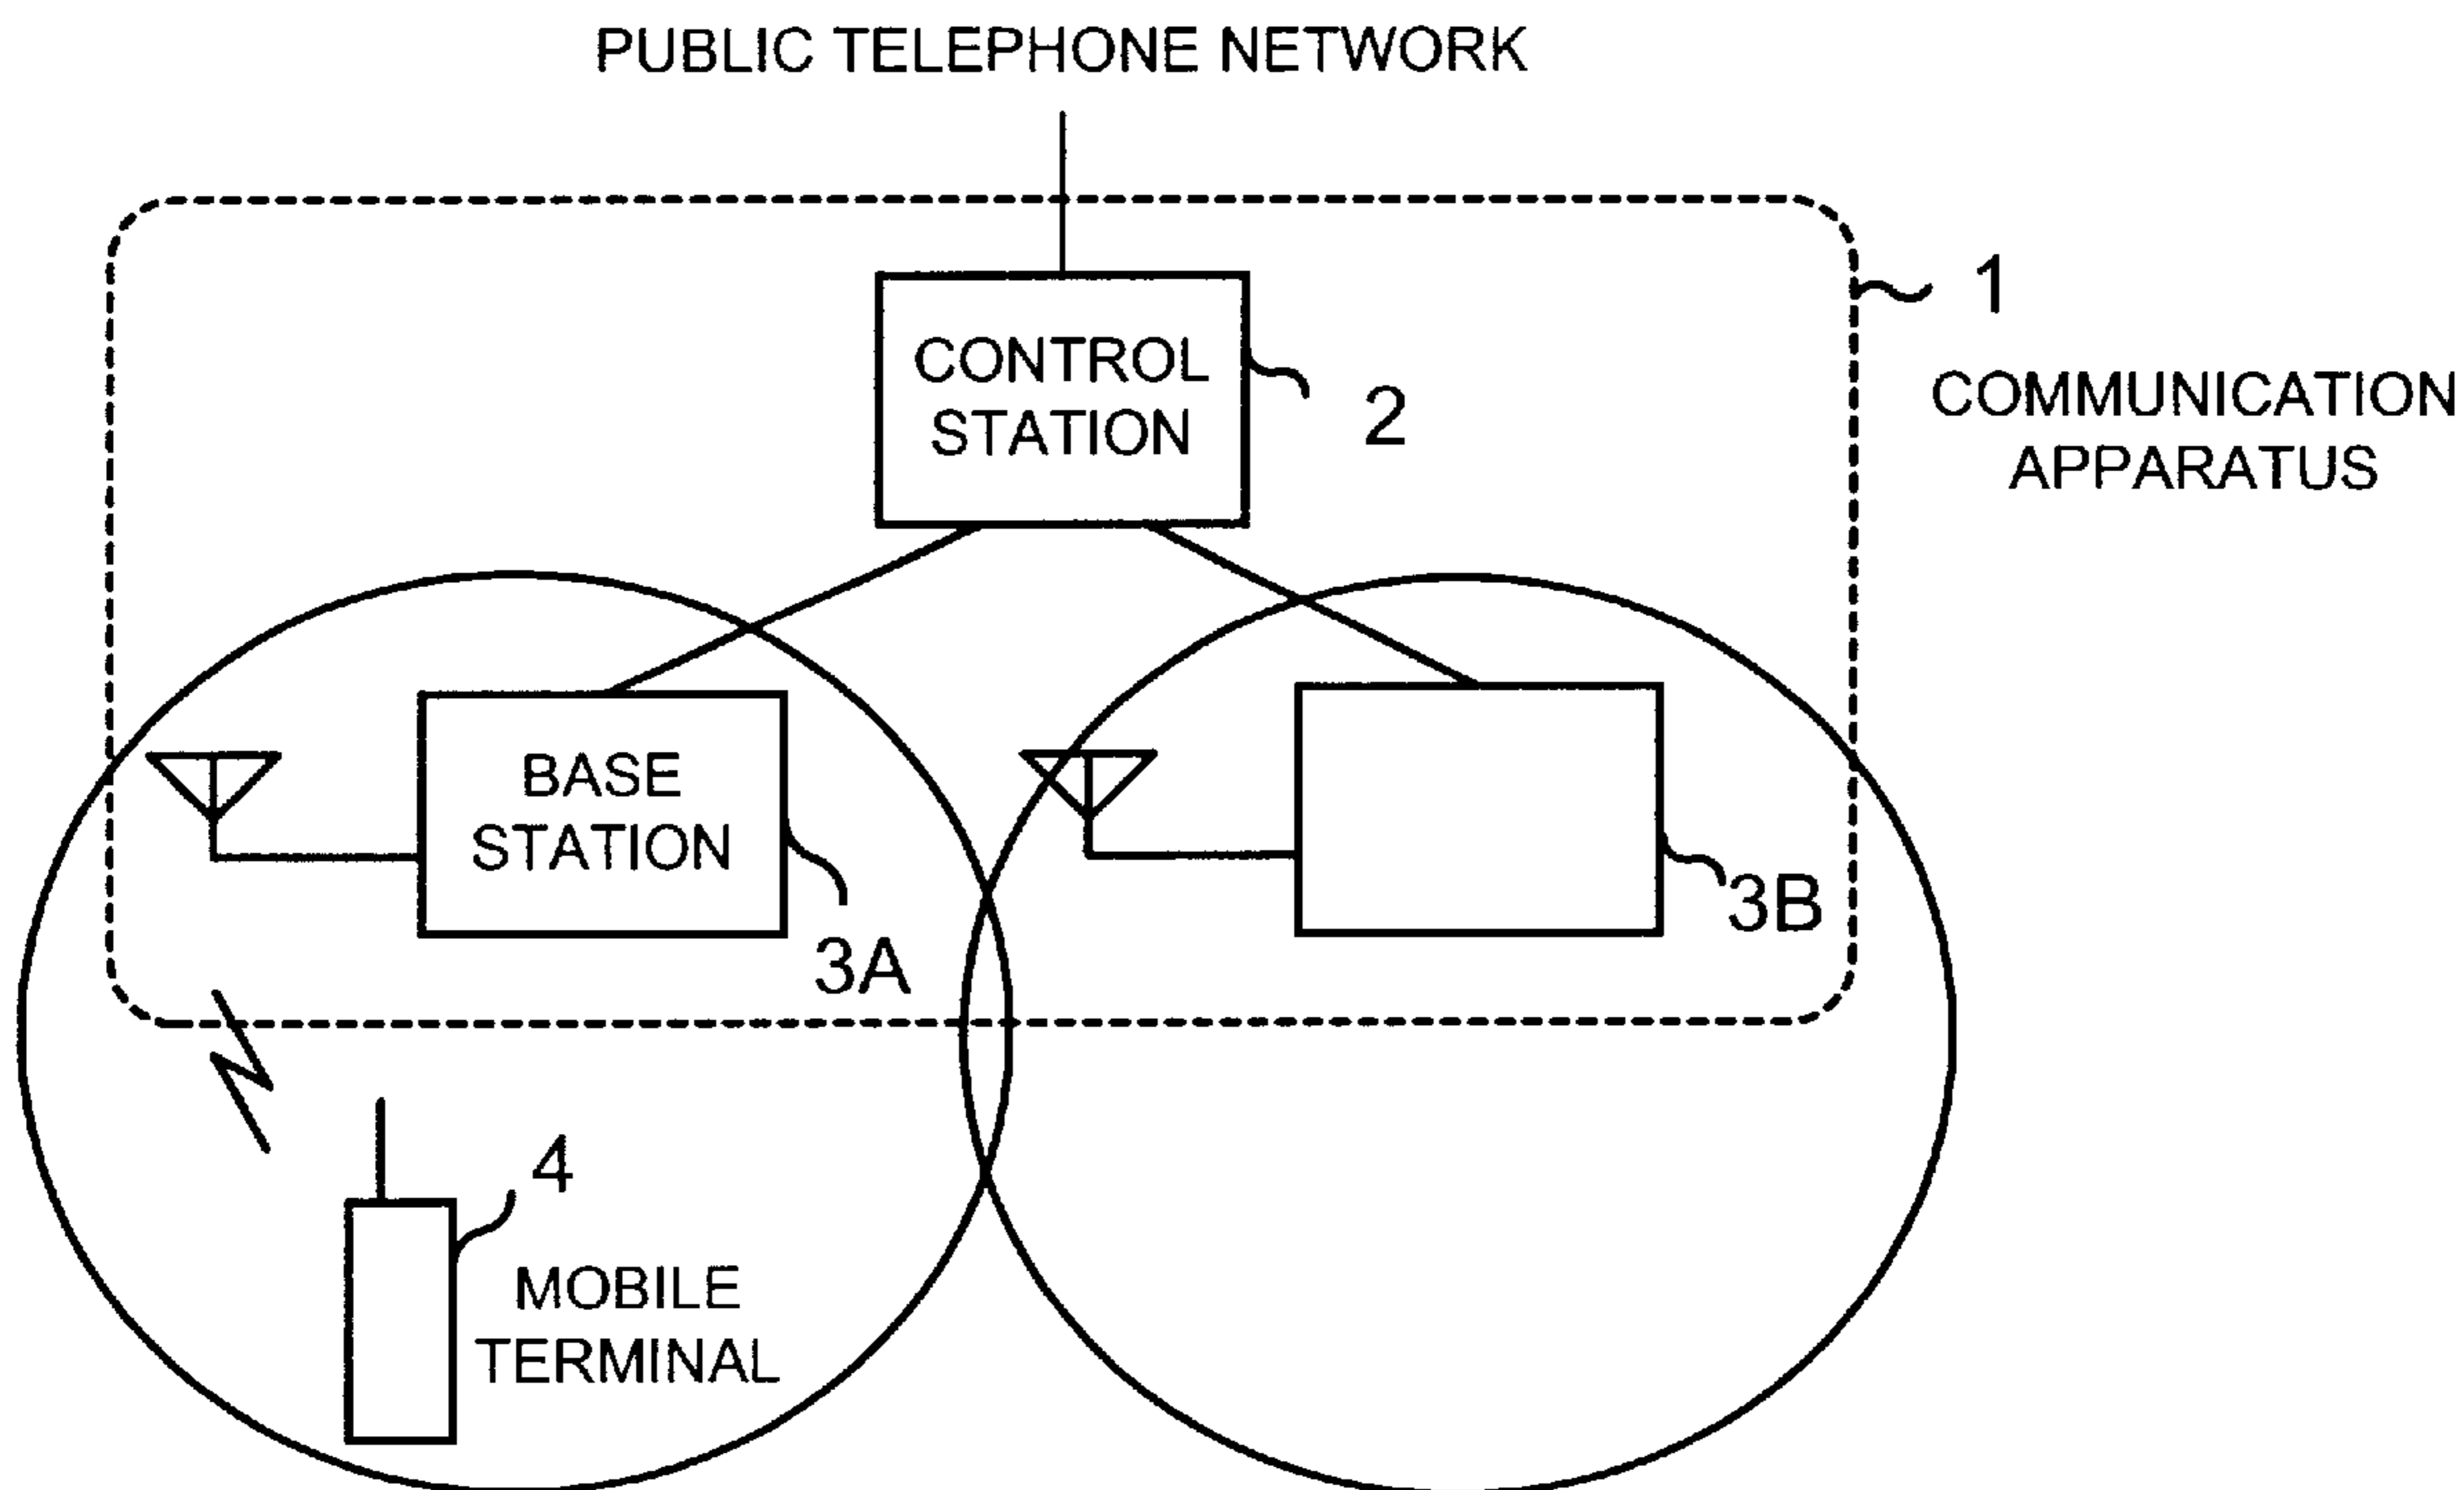 PUBLIC TELEPHONE NETWORK
1
COMMUNICATION
APPARATUS
CONTROL
STATION
2
BASE
STATION
3A
3B
4
MOBILE
TERMINAL